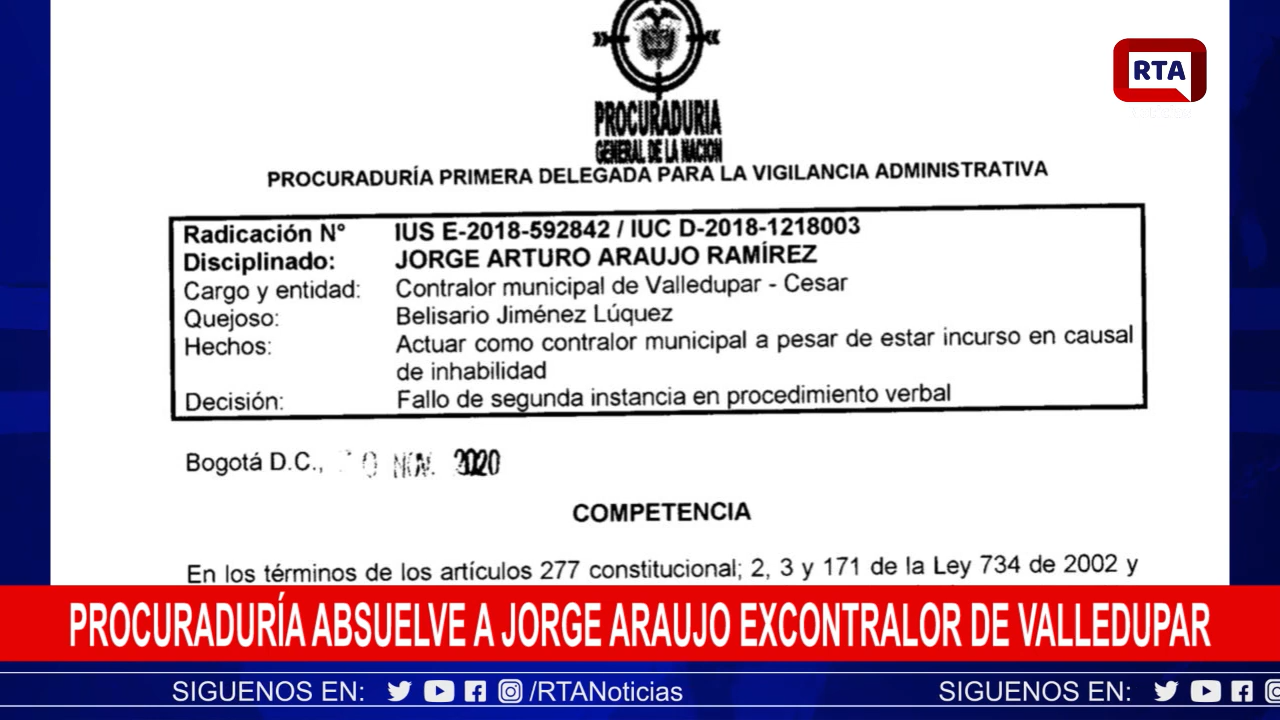 PROCURADURIA
GENERAL DE LA NACION
RTA
PROCURADURÍA PRIMERA DELEGADA PARA LA VIGILANCIA ADMINISTRATIVA
Radicación N° IUS E-2018-592842 / IUC D-2018-1218003
Disciplinado: JORGE ARTURO ARAUJO RAMÍREZ
Cargo y entidad: Contralor municipal de Valledupar - Cesar
Quejoso: Belisario Jiménez Lúquez
Hechos: Actuar como contralor municipal a pesar de estar incurso en causal
de inhabilidad
Decisión: Fallo de segunda instancia en procedimiento verbal
Bogotá D.C., NOV. 2020
COMPETENCIA
En los términos de los artículos 277 constitucional; 2, 3 y 171 de la Ley 734 de 2002 y
PROCURADURÍA ABSUELVE A JORGE ARAUJO EXCONTRALOR DE VALLEDUPAR
SIGUENOS EN: /RTANoticias SIGUENOS EN: